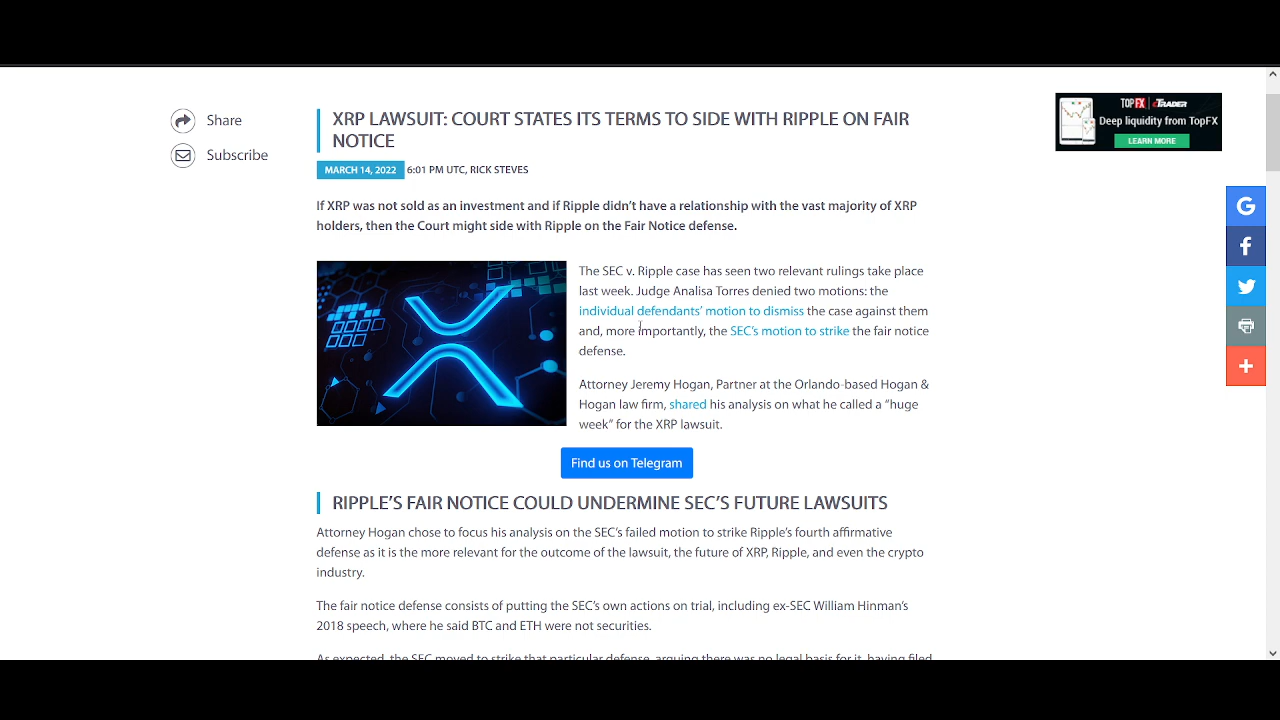 Share
Subscribe
XRP LAWSUIT: COURT STATES ITS TERMS TO SIDE WITH RIPPLE ON FAIR
NOTICE
MARCH 14, 2022 6:01 PM UTC, RICK STEVES
If XRP was not sold as an investment and if Ripple didn’t have a relationship with the vast majority of XRP
holders, then the Court might side with Ripple on the Fair Notice defense.
The SEC v. Ripple case has seen two relevant rulings take place
last week. Judge Analisa Torres denied two motions: the
individual defendants’ motion to dismiss the case against them
and, more importantly, the SEC’s motion to strike the fair notice
defense.
Attorney Jeremy Hogan, Partner at the Orlando-based Hogan &
Hogan law firm, shared his analysis on what he called a “huge
week” for the XRP lawsuit.
Find us on Telegram
RIPPLE’S FAIR NOTICE COULD UNDERMINE SEC’S FUTURE LAWSUITS
Attorney Hogan chose to focus his analysis on the SEC’s failed motion to strike Ripple’s fourth affirmative
defense as it is the more relevant for the outcome of the lawsuit, the future of XRP, Ripple, and even the crypto
industry.
The fair notice defense consists of putting the SEC’s own actions on trial, including ex-SEC William Hinman’s
2018 speech, where he said BTC and ETH were not securities.
As expected, the SEC moved to strike that particular defense, arguing there was no legal basis for it, having filed
TOPFX cTRADER
Deep liquidity from TopFX
LEARN MORE